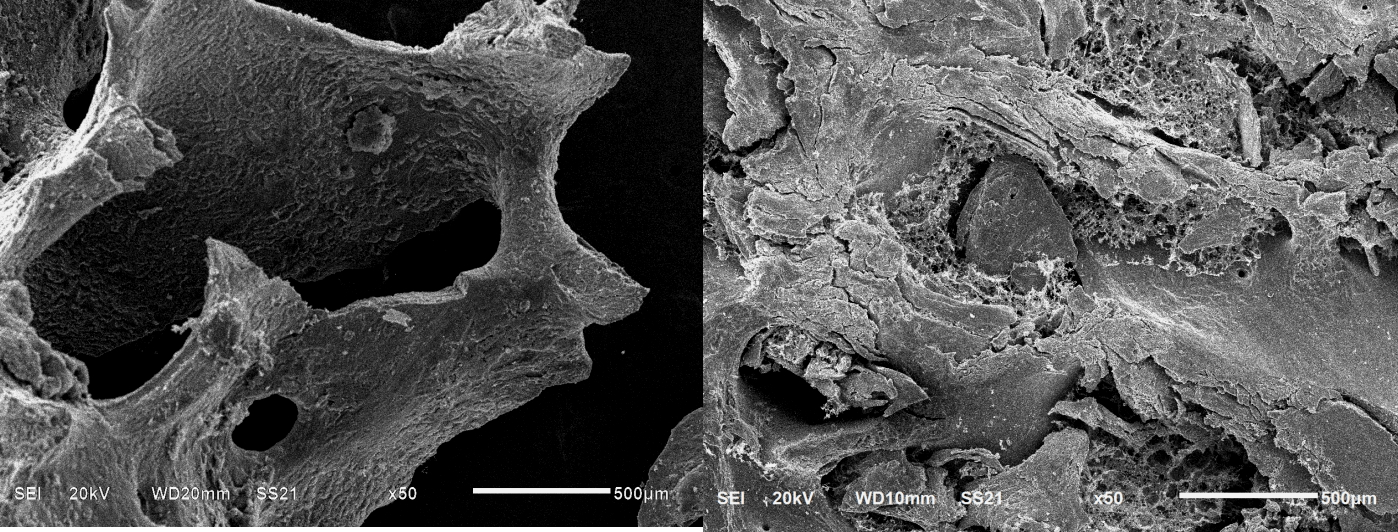 SEI 20kV WD20mm SS21 x50 500µm
SEI 20kV WD10mm SS21 x50 500µm